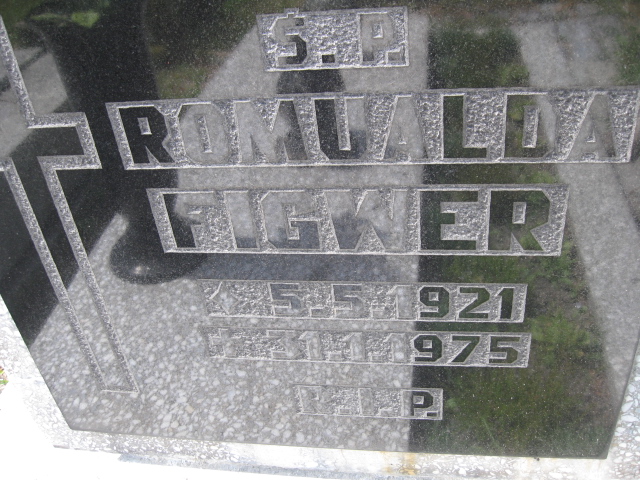 Ś.P.
ROMUALDA
FIGWER
5.5.1921
1975
R.I.P.